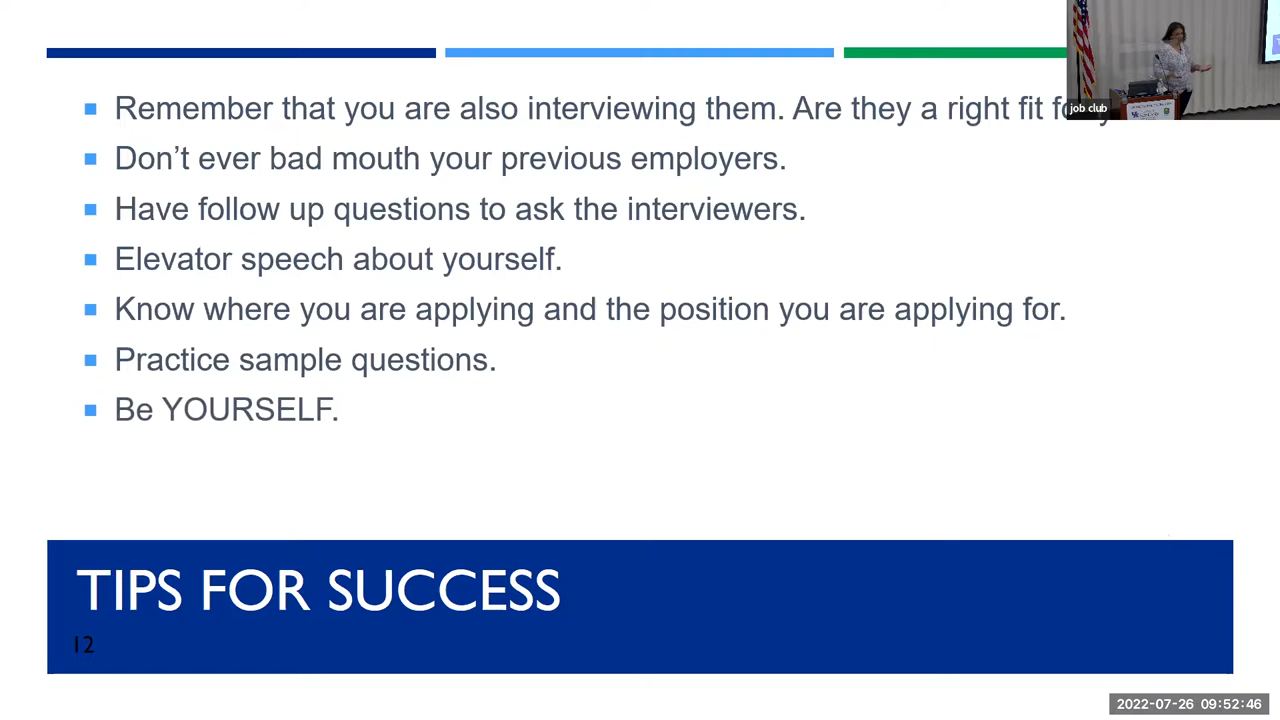 Remember that you are also interviewing them. Are they a right fit
job club
Don’t ever bad mouth your previous employers.
Have follow up questions to ask the interviewers.
Elevator speech about yourself.
Know where you are applying and the position you are applying for.
Practice sample questions.
Be YOURSELF.
TIPS FOR SUCCESS
12
2022-07-26 09:52:46